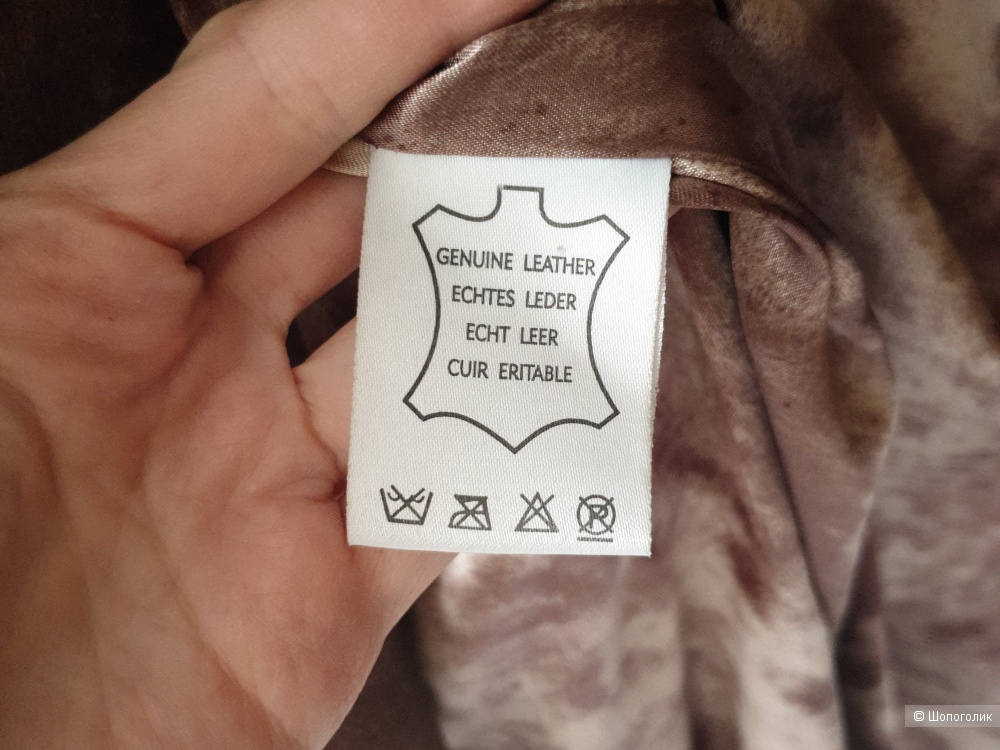 GENUINE LEATHER
ECHTES LEDER
ECHT LEER
CUIR ERITABLE
P
© Шопоголик